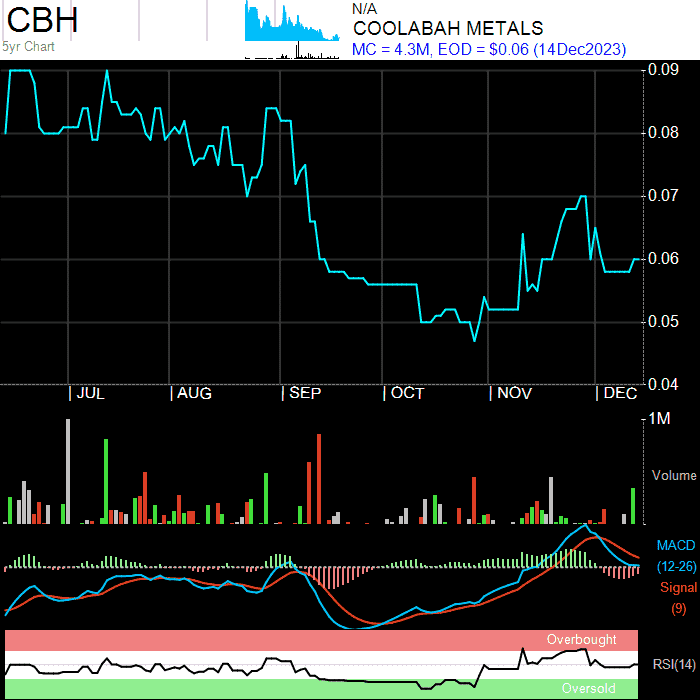 CBH
5yr Chart
N/A
COOLABAH METALS
MC = 4.3M, EOD = $0.06 (14Dec2023)
0.09
0.08
0.07
0.06
0.05
0.04
JUL AUG SEP OCT NOV DEC
1M
Volume
MACD
(12-26)
Signal
(9)
Overbought
RSI(14)
Oversold